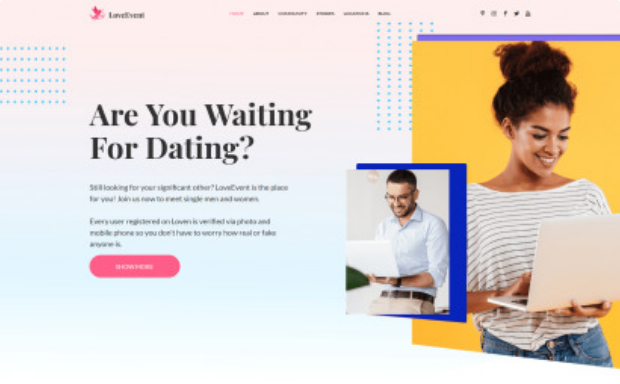 LoveEvent
HOME ABOUT COMMUNITY STORIES LOCATIONS BLOG
Are You Waiting
For Dating?
Still looking for your significant other? LoveEvent is the place
for you! Join us now to meet single men and women.
Every user registered on Loven is verified via photo and
mobile phone so you don't have to worry how real or fake
anyone is.
SHOW MORE